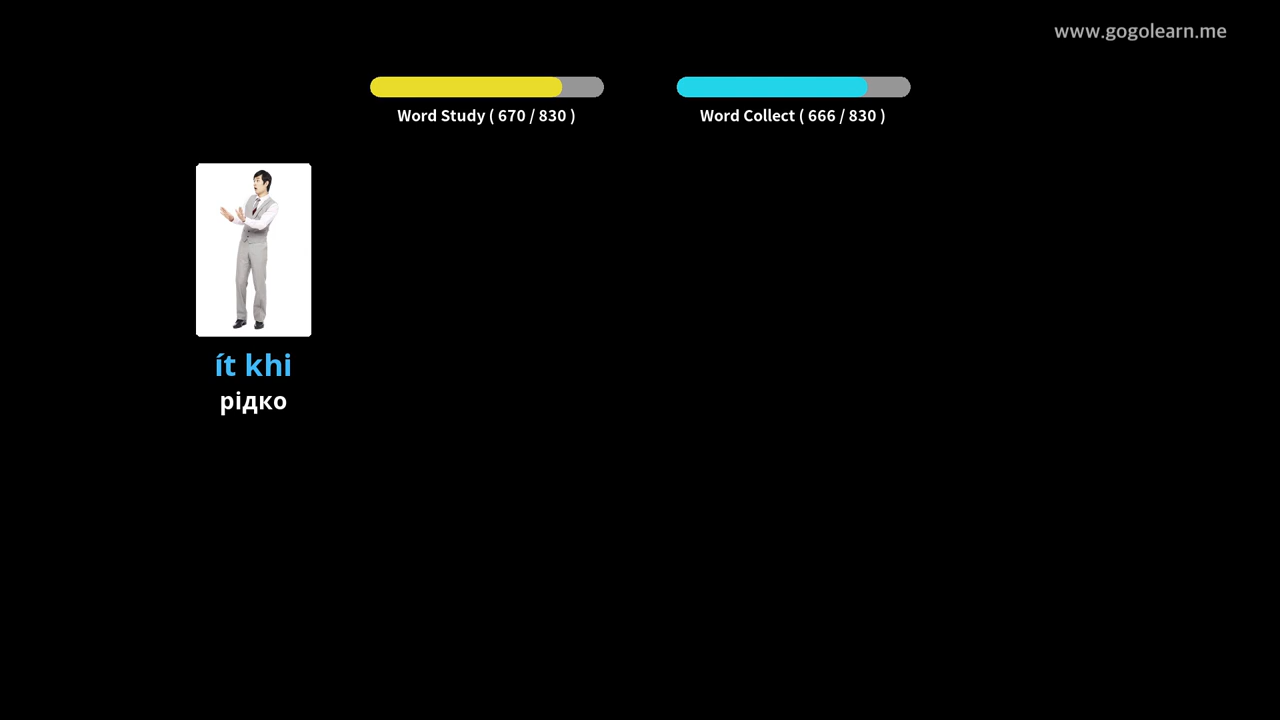 www.gogolearn.me
Word Study ( 670 / 830 )
Word Collect ( 666 / 830 )
ít khi
рідко